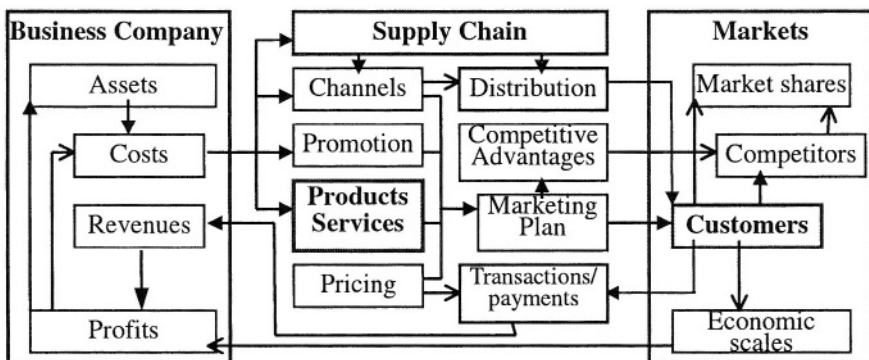 Business Company
Supply Chain
Markets
Assets
Channels
Distribution
Market shares
Costs
Promotion
Competitive
Advantages
Competitors
Revenues
Products
Services
Marketing
Plan
Customers
Pricing
Transactions/
payments
Profits
Economic
scales